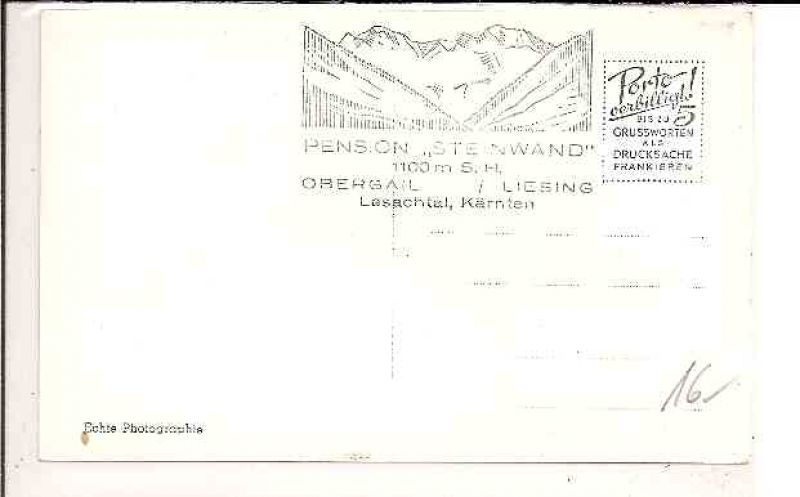 PENSION „STEINWAND"
1100 m S. H.
OBERGAIL / LIESING
Lesachtal, Kärnten
Porto
verbilligt!
BIS ZU 5
GRUSSWORTEN
ALS
DRUCKSACHE
FRANKIEREN
16
Echte Photographie